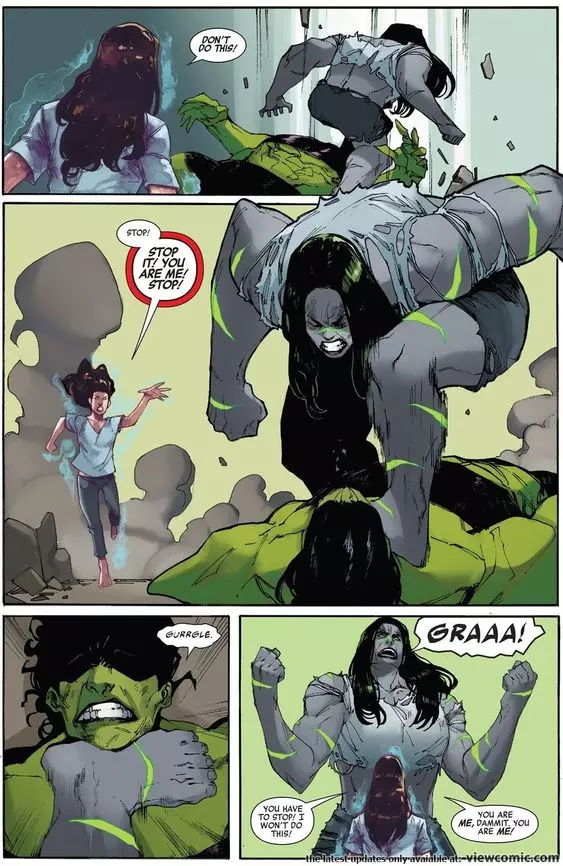 DON'T
DO THIS!
STOP!
STOP
IT! YOU
ARE ME!
STOP!
GURRGLE.
GRAAA!
YOU HAVE
TO STOP! I
WON'T DO
THIS!
YOU ARE
ME, DAMMIT. YOU
ARE ME!
the latest updates only avaiable at: viewcomic.com